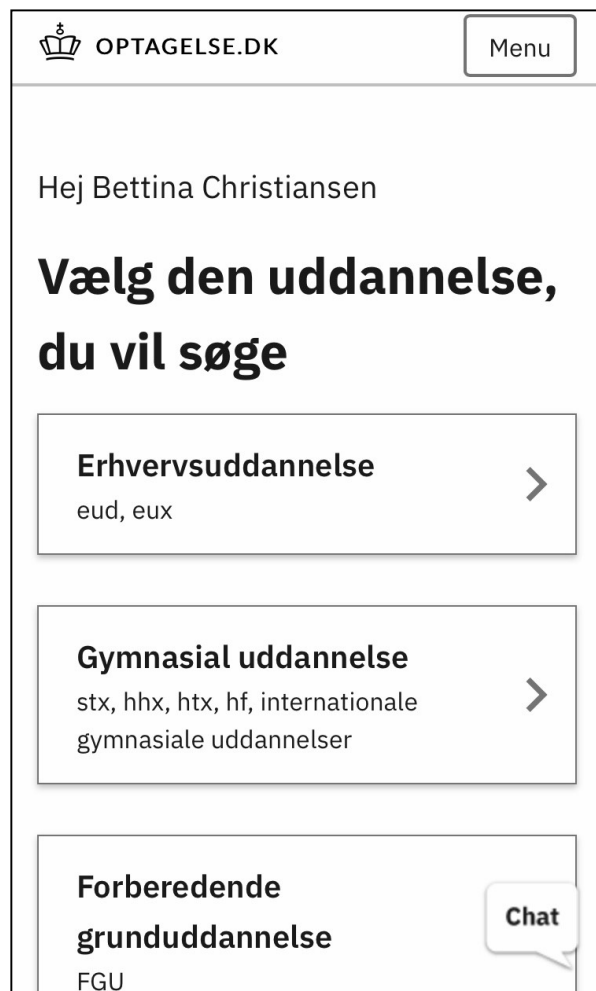 OPTAGELSE.DK
Menu
Hej Bettina Christiansen
Vælg den uddannelse,
du vil søge
Erhvervsuddannelse
eud, eux
Gymnasial uddannelse
stx, hhx, htx, hf, internationale
gymnasiale uddannelser
Forberedende
grunduddannelse
FGU
Chat